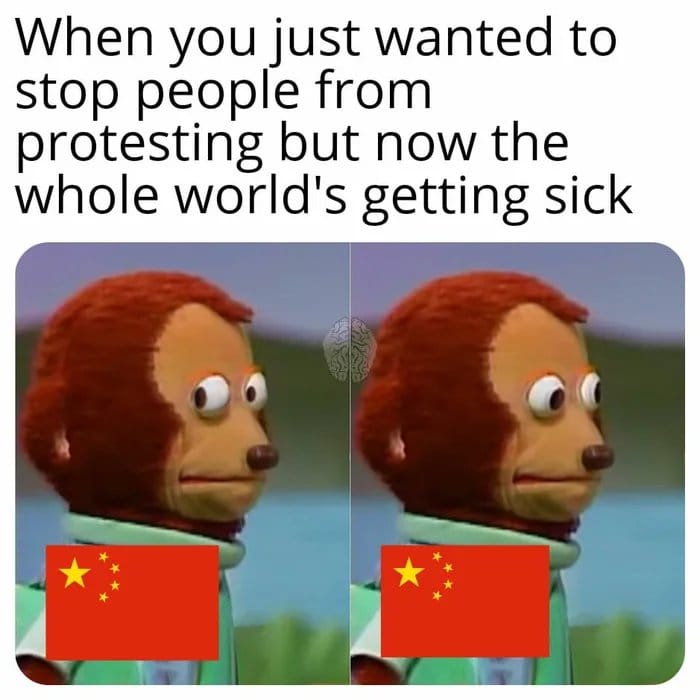 When you just wanted to
stop people from
protesting but now the
whole world's getting sick